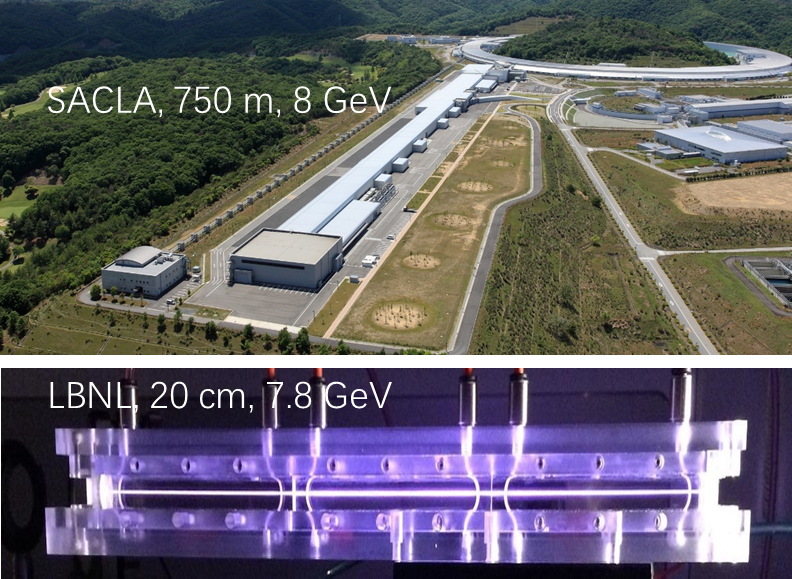 SACLA, 750 m, 8 GeV
LBNL, 20 cm, 7.8 GeV